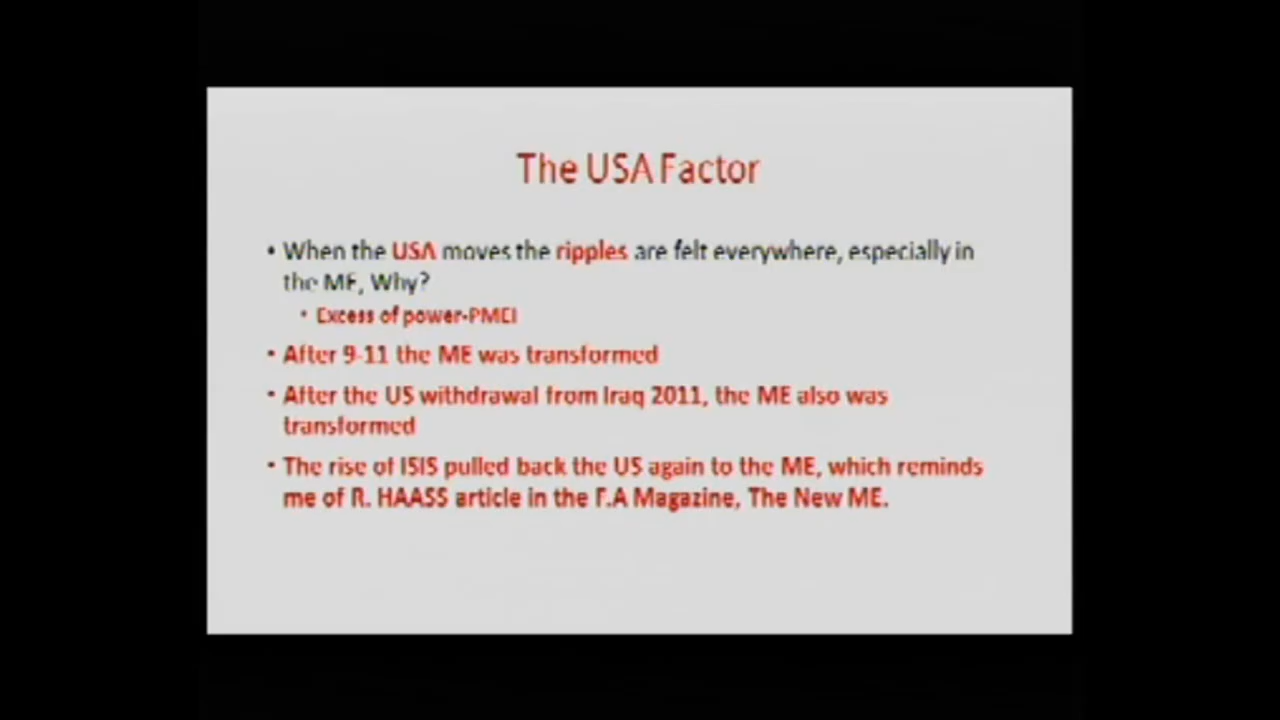 The USA Factor
• When the USA moves the ripples are felt everywhere, especially in
the ME, Why?
• Excess of power-PMEI
• After 9-11 the ME was transformed
• After the US withdrawal from Iraq 2011, the ME also was
transformed
• The rise of ISIS pulled back the US again to the ME, which reminds
me of R. HAASS article in the F.A Magazine, The New ME.